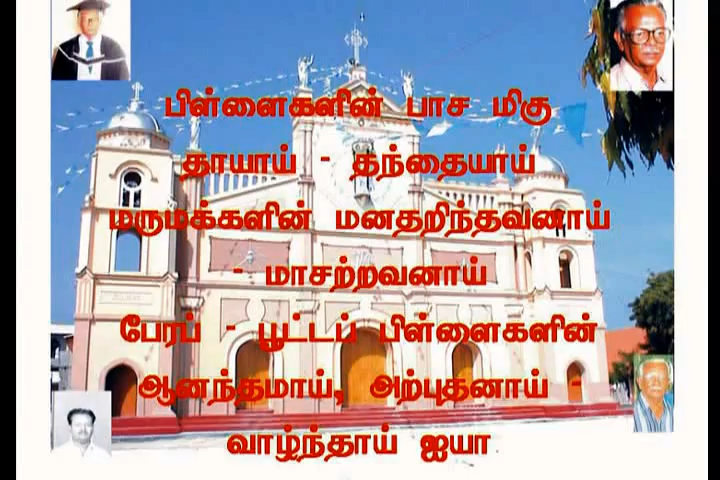 பிள்ளைகளின் பாச மிகு
தாயாய் - தந்தையாய்
மருமக்களின் மனதறிந்தவனாய்
- மாசற்றவனாய்
பேரப் - பூட்டப் பிள்ளைகளின்
ஆனந்தமாய், அற்புதனாய் -
வாழ்ந்தாய் ஐயா